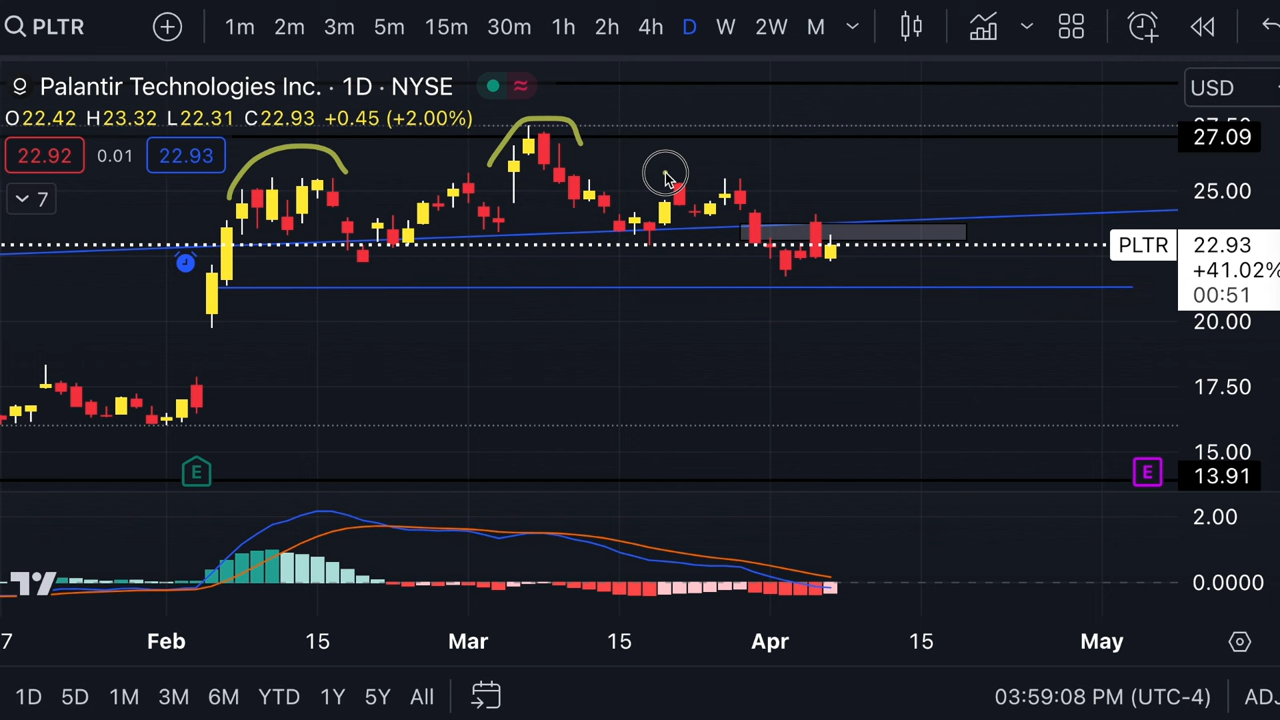 PLTR 1m 2m 3m 5m 15m 30m 1h 2h 4h D W 2W M
Palantir Technologies Inc. · 1D · NYSE
USD
O22.42 H23.32 L22.31 C22.93 +0.45 (+2.00%)
27.09
22.92 0.01 22.93
7
25.00
PLTR 22.93
+41.02%
00:51
20.00
17.50
15.00
E E
13.91
2.00
0.0000
7 Feb 15 Mar 15 Apr 15 May
1D 5D 1M 3M 6M YTD 1Y 5Y All 03:59:08 PM (UTC-4)